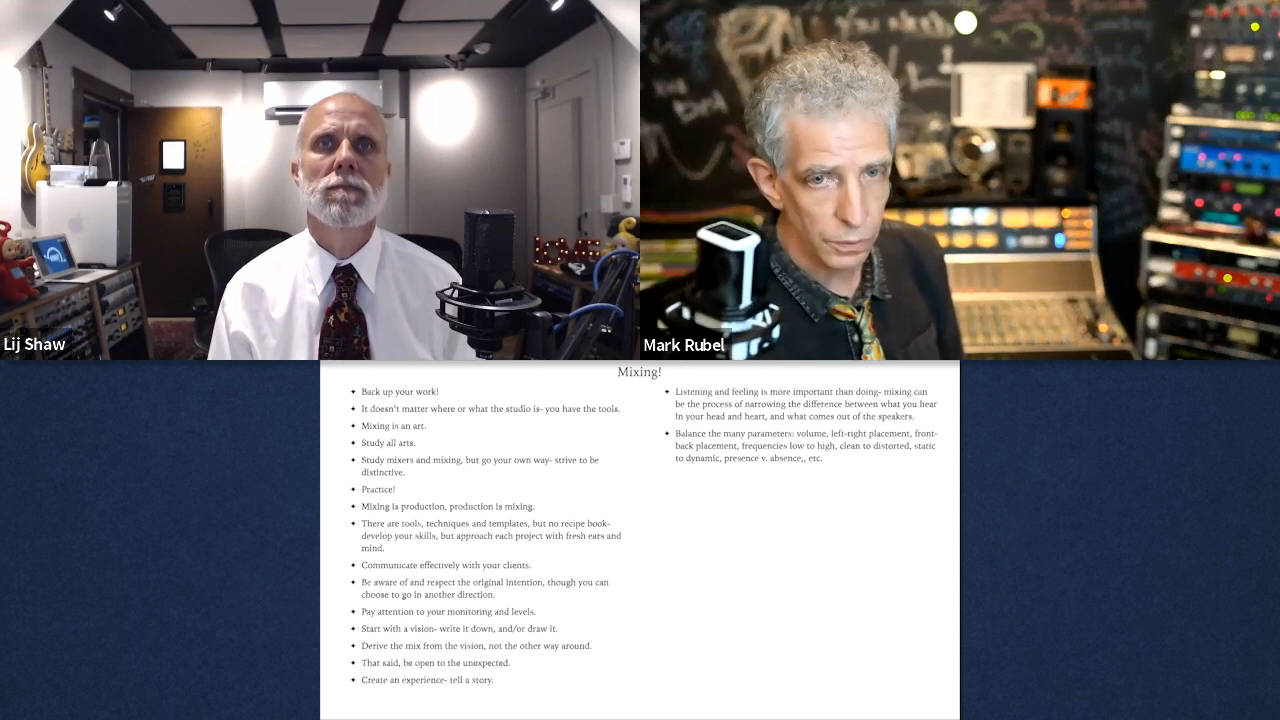 Lij Shaw
Mark Rubel
Mixing!
✦ Back up your work!
✦ It doesn't matter where or what the studio is- you have the tools.
✦ Mixing is an art.
✦ Study all arts.
✦ Study mixers and mixing, but go your own way- strive to be
distinctive.
✦ Practice!
✦ Mixing is production, production is mixing.
✦ There are tools, techniques and templates, but no recipe book-
develop your skills, but approach each project with fresh ears and
mind.
✦ Communicate effectively with your clients.
✦ Be aware of and respect the original intention, though you can
choose to go in another direction.
✦ Pay attention to your monitoring and levels.
✦ Start with a vision- write it down, and/or draw it.
✦ Derive the mix from the vision, not the other way around.
✦ That said, be open to the unexpected.
✦ Create an experience- tell a story.
✦ Listening and feeling is more important than doing- mixing can
be the process of narrowing the difference between what you hear
in your head and heart, and what comes out of the speakers.
✦ Balance the many parameters: volume, left-right placement, front-
back placement, frequencies low to high, clean to distorted, static
to dynamic, presence v. absence,, etc.